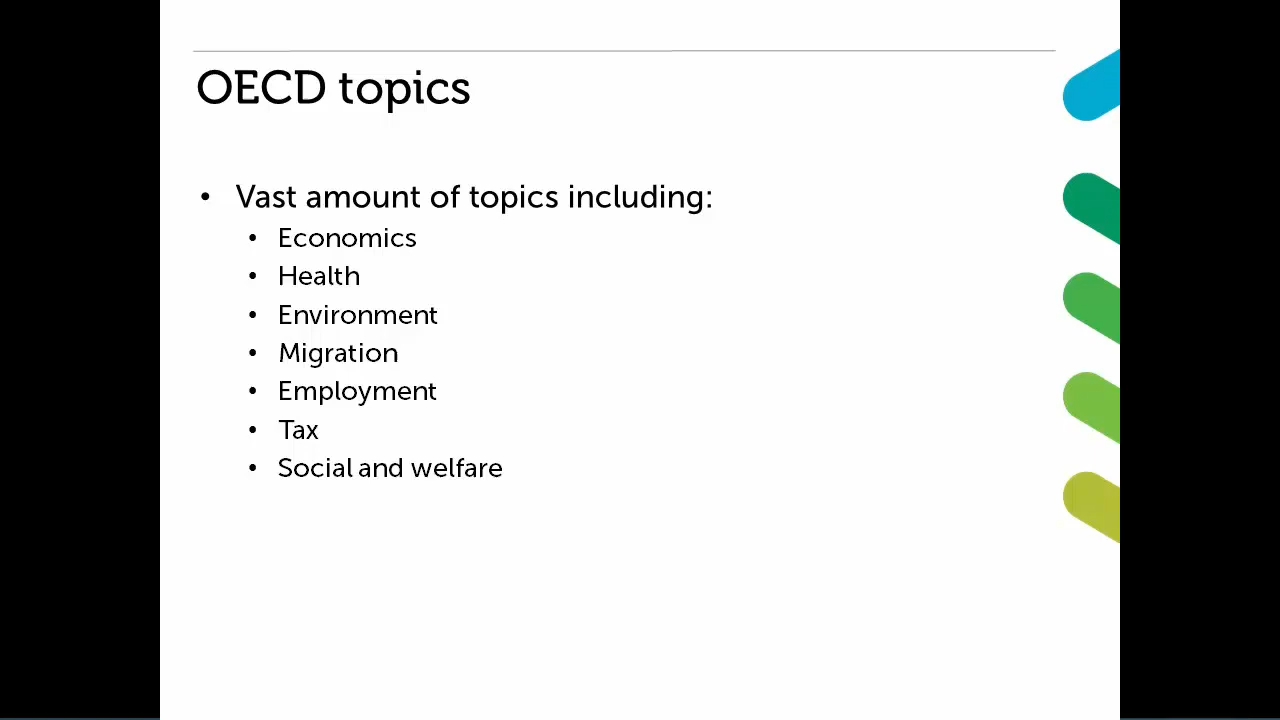 OECD topics
• Vast amount of topics including:
• Economics
• Health
• Environment
• Migration
• Employment
• Tax
• Social and welfare